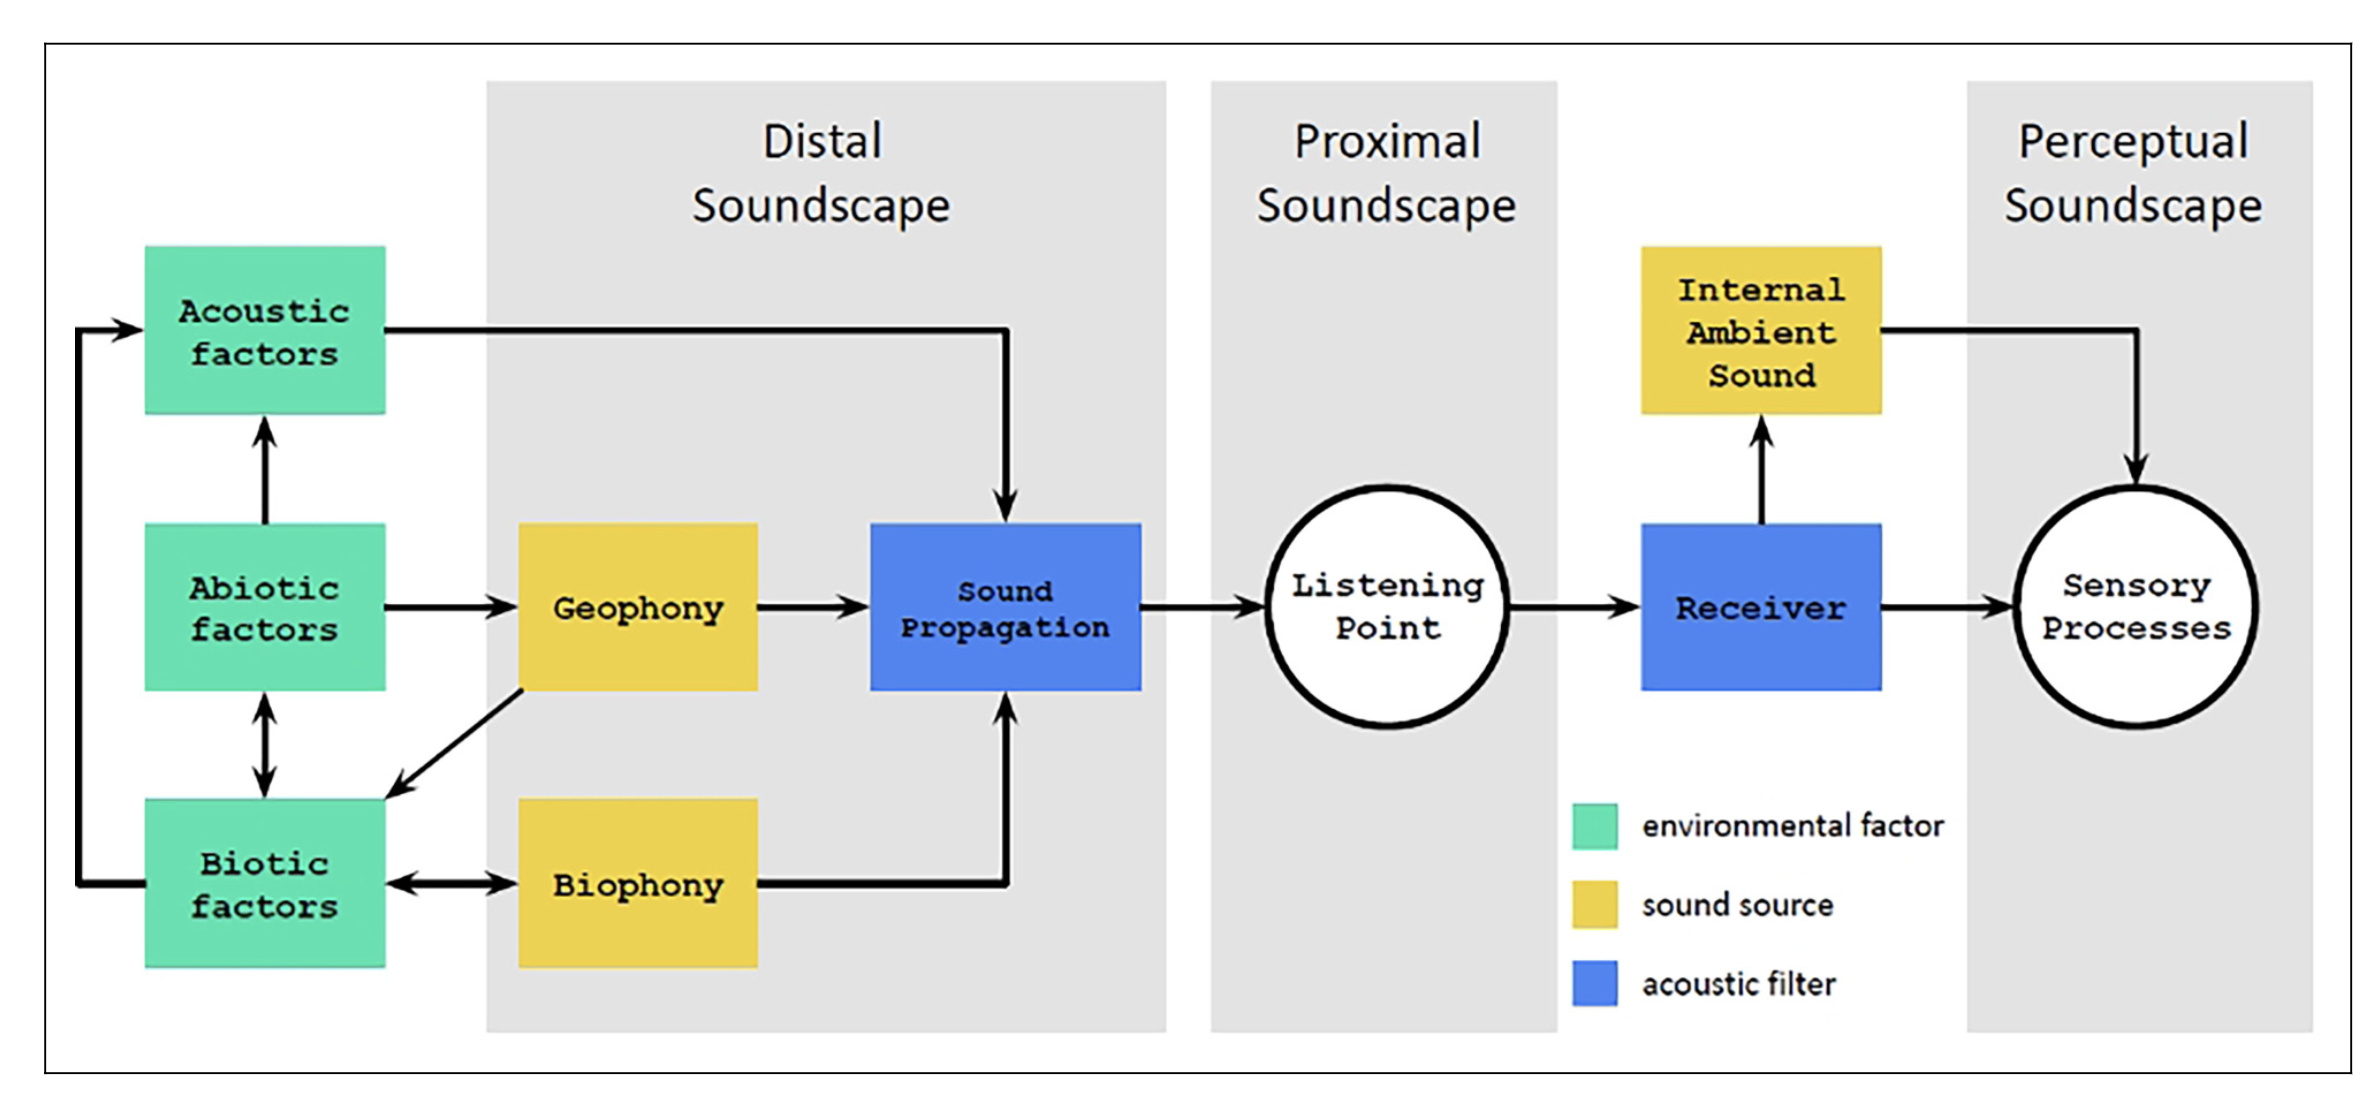 Distal
Soundscape
Proximal
Soundscape
Perceptual
Soundscape
Acoustic
factors
Internal
Ambient
Sound
Abiotic
factors
Geophony
Sound
Propagation
Listening
Point
Receiver
Sensory
Processes
Biotic
factors
Biophony
environmental factor
sound source
acoustic filter